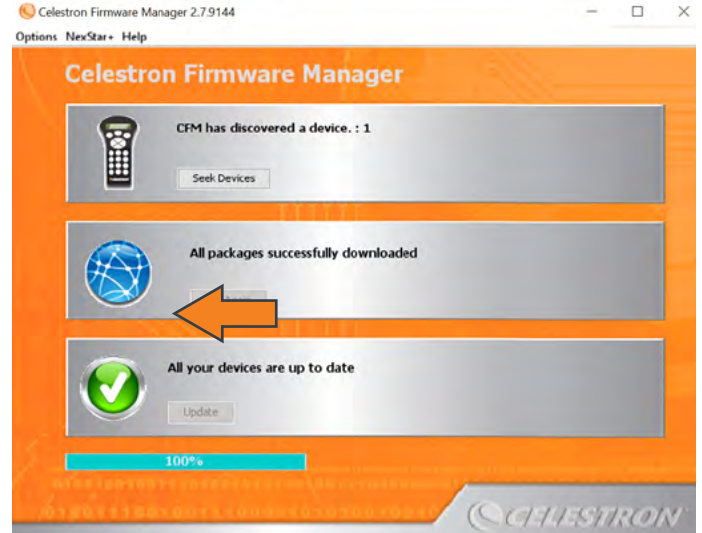 Celestron Firmware Manager 2.7.9144
Options NexStar+ Help
Celestron Firmware Manager
CFM has discovered a device. : 1
Seek Devices
All packages successfully downloaded
All your devices are up to date
Update
100%
CELESTRON